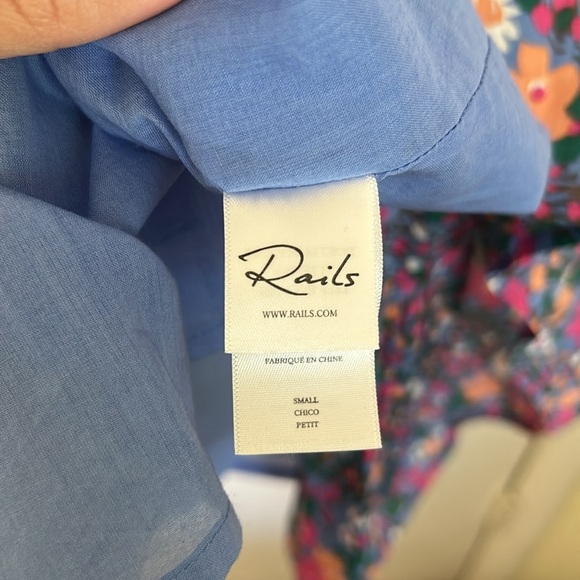 Rails
WWW.RAILS.COM
FABRIQUÉ EN CHINE
SMALL
CHICO
PETIT